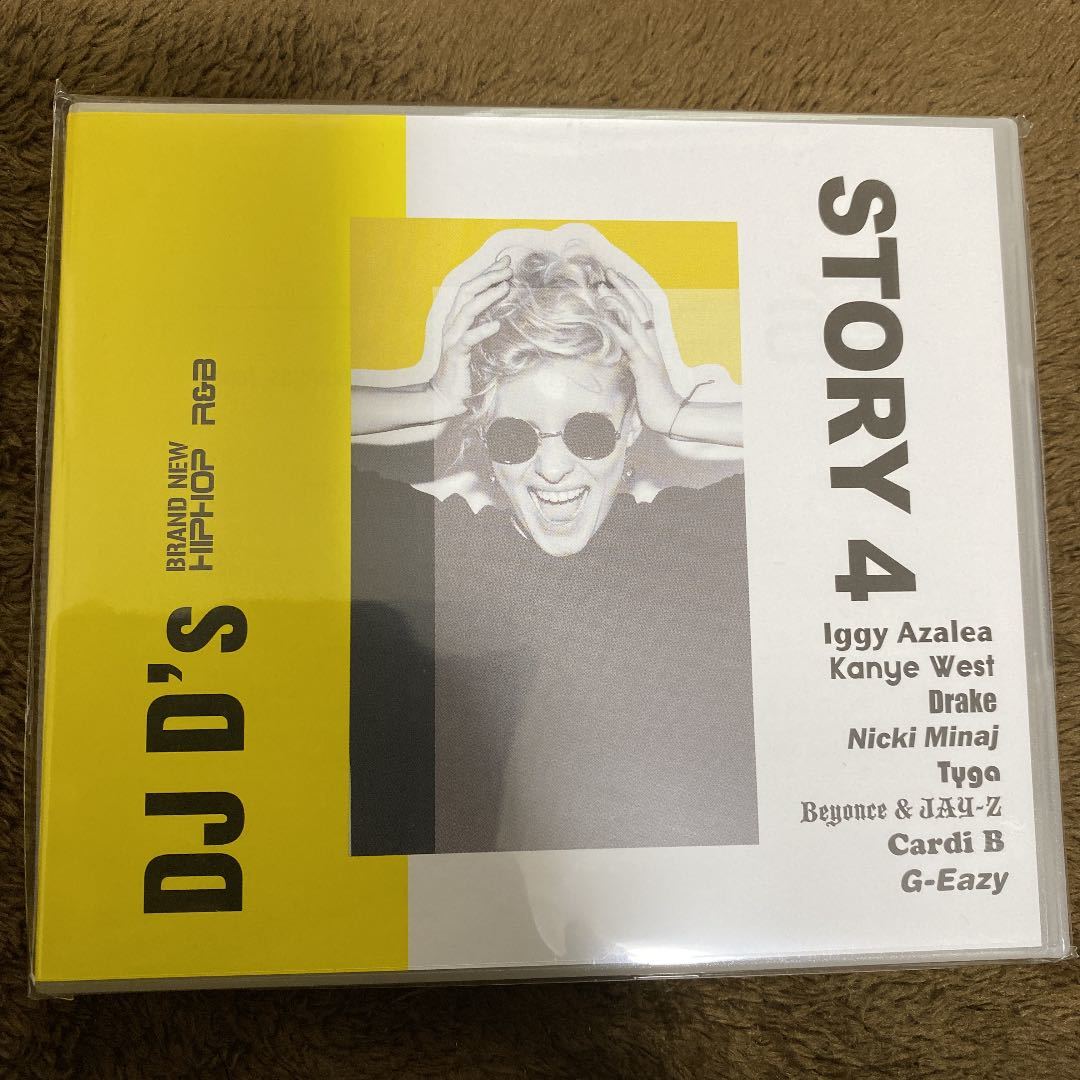 DJ D's
BRAND NEW
HIPHOP R&B
STORY 4
Iggy Azalea
Kanye West
Drake
Nicki Minaj
Tyga
Beyonce & JAY-Z
Cardi B
G-Eazy